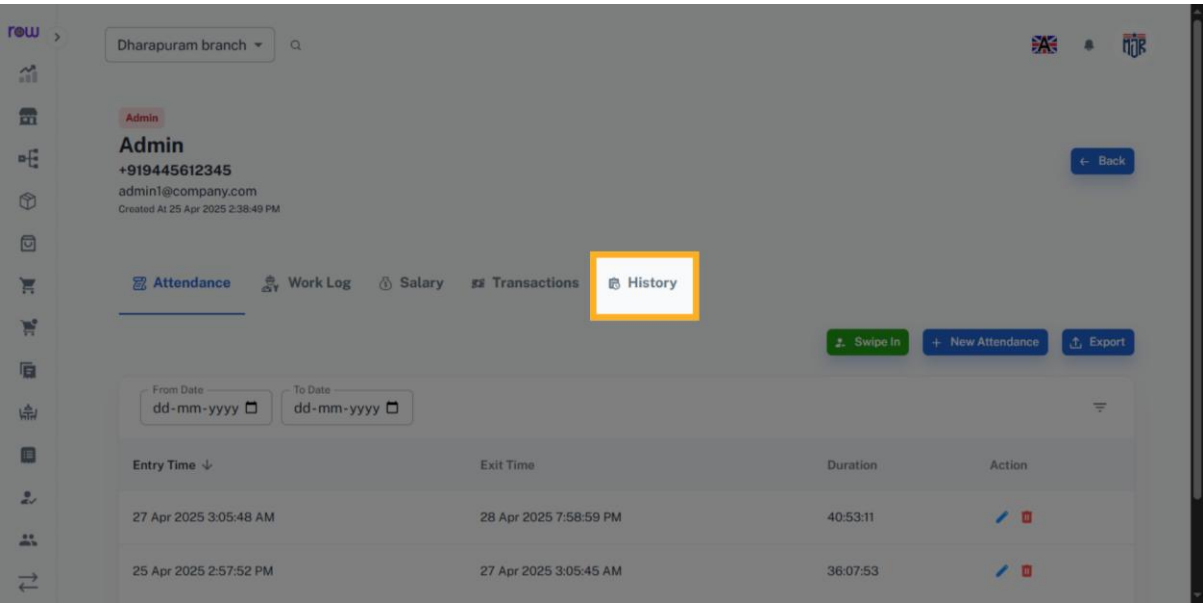 row
Dharapuram branch
A
MJR
Admin
Admin
+919445612345
← Back
admin1@company.com
Created At 25 Apr 2025 2:38:49 PM
Attendance Work Log Salary Transactions History
Swipe In + New Attendance Export
From Date To Date
dd-mm-yyyy dd-mm-yyyy
Entry Time ↓ Exit Time Duration Action
27 Apr 2025 3:05:48 AM 28 Apr 2025 7:58:59 PM 40:53:11
25 Apr 2025 2:57:52 PM 27 Apr 2025 3:05:45 AM 36:07:53